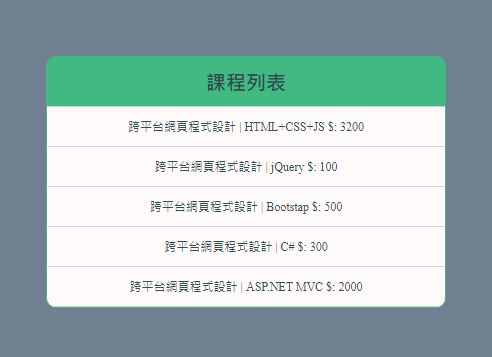 課程列表
跨平台網頁程式設計 | HTML+CSS+JS $: 3200
跨平台網頁程式設計 | jQuery $: 100
跨平台網頁程式設計 | Bootstap $: 500
跨平台網頁程式設計 | C# $: 300
跨平台網頁程式設計 | ASP.NET MVC $: 2000